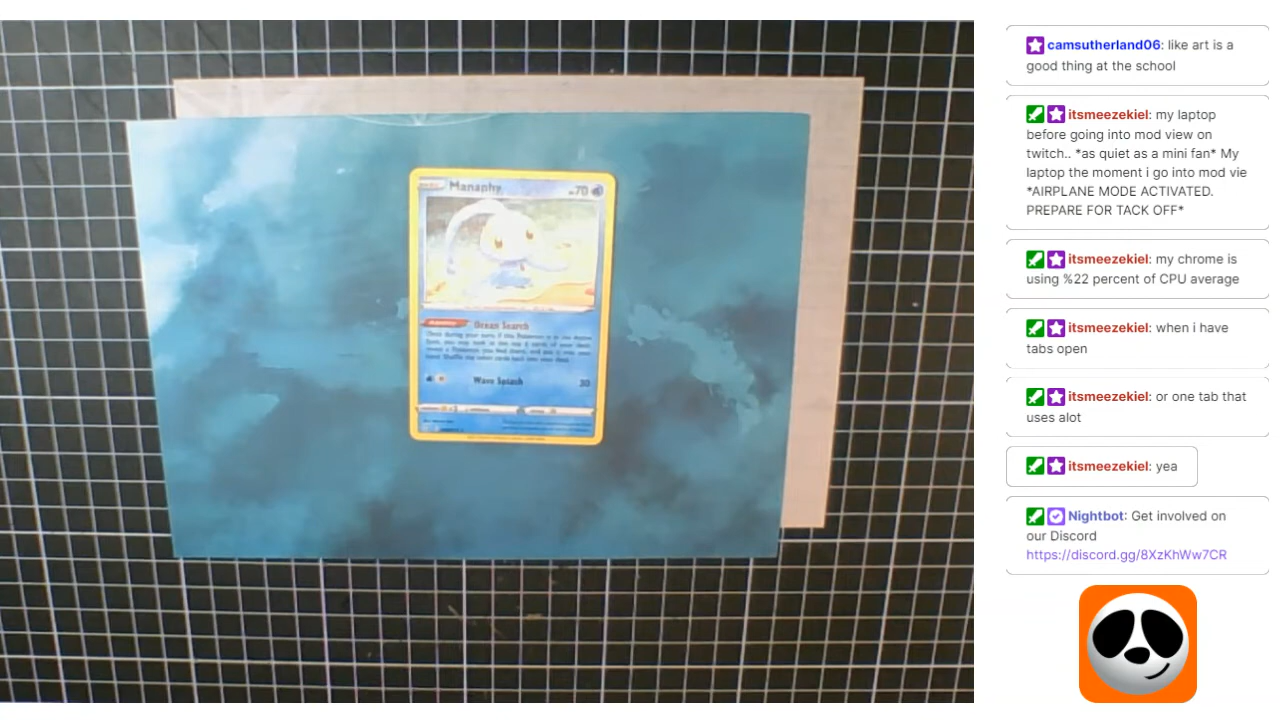 Manaphy
70
Ocean Search
Wave Splash
30
camsutherland06: like art is a
good thing at the school
itsmeezekiel: my laptop
before going into mod view on
twitch.. *as quiet as a mini fan* My
laptop the moment i go into mod vie
*AIRPLANE MODE ACTIVATED.
PREPARE FOR TACK OFF*
itsmeezekiel: my chrome is
using %22 percent of CPU average
itsmeezekiel: when i have
tabs open
itsmeezekiel: or one tab that
uses alot
itsmeezekiel: yea
Nightbot: Get involved on
our Discord
https://discord.gg/8XzKhWw7CR